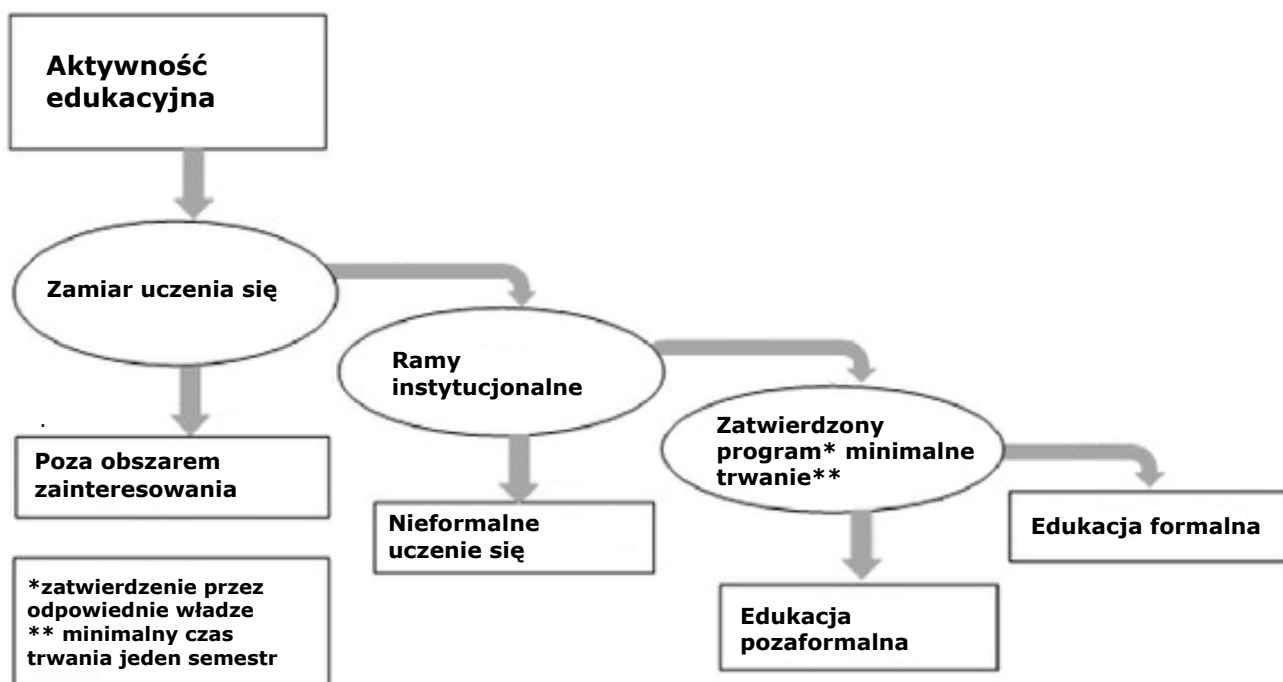 Aktywność
edukacyjna
Zamiar uczenia się
Ramy
instytucjonalne
Zatwierdzony
program* minimalne
trwanie**
Poza obszarem
zainteresowania
Nieformalne
uczenie się
Edukacja formalna
*zatwierdzenie przez
odpowiednie władze
** minimalny czas
trwania jeden semestr
Edukacja
pozaformalna